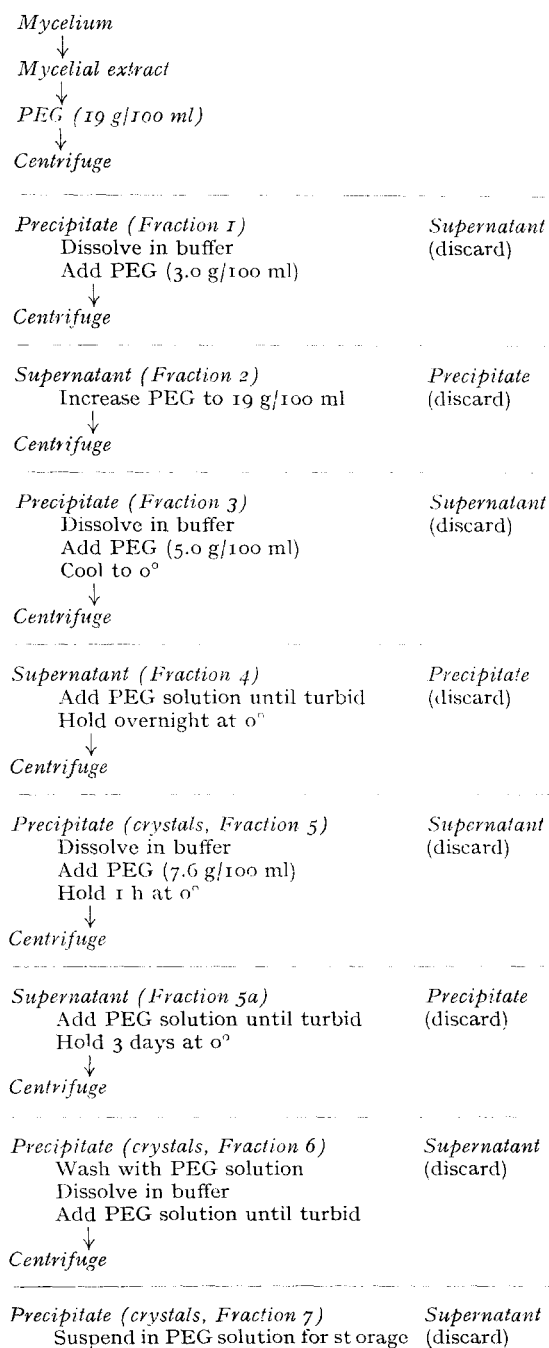 Mycelium
↓
Mycelial extract
↓
PEG (19 g/100 ml)
↓
Centrifuge
Precipitate (Fraction 1) Supernatant
Dissolve in buffer (discard)
Add PEG (3.0 g/100 ml)
↓
Centrifuge
Supernatant (Fraction 2) Precipitate
Increase PEG to 19 g/100 ml (discard)
↓
Centrifuge
Precipitate (Fraction 3) Supernatant
Dissolve in buffer (discard)
Add PEG (5.0 g/100 ml)
Cool to 0°
↓
Centrifuge
Supernatant (Fraction 4) Precipitate
Add PEG solution until turbid (discard)
Hold overnight at 0°
↓
Centrifuge
Precipitate (crystals, Fraction 5) Supernatant
Dissolve in buffer (discard)
Add PEG (7.6 g/100 ml)
Hold 1 h at 0°
↓
Centrifuge
Supernatant (Fraction 5a) Precipitate
Add PEG solution until turbid (discard)
Hold 3 days at 0°
↓
Centrifuge
Precipitate (crystals, Fraction 6) Supernatant
Wash with PEG solution (discard)
Dissolve in buffer
Add PEG solution until turbid
↓
Centrifuge
Precipitate (crystals, Fraction 7) Supernatant
Suspend in PEG solution for storage (discard)